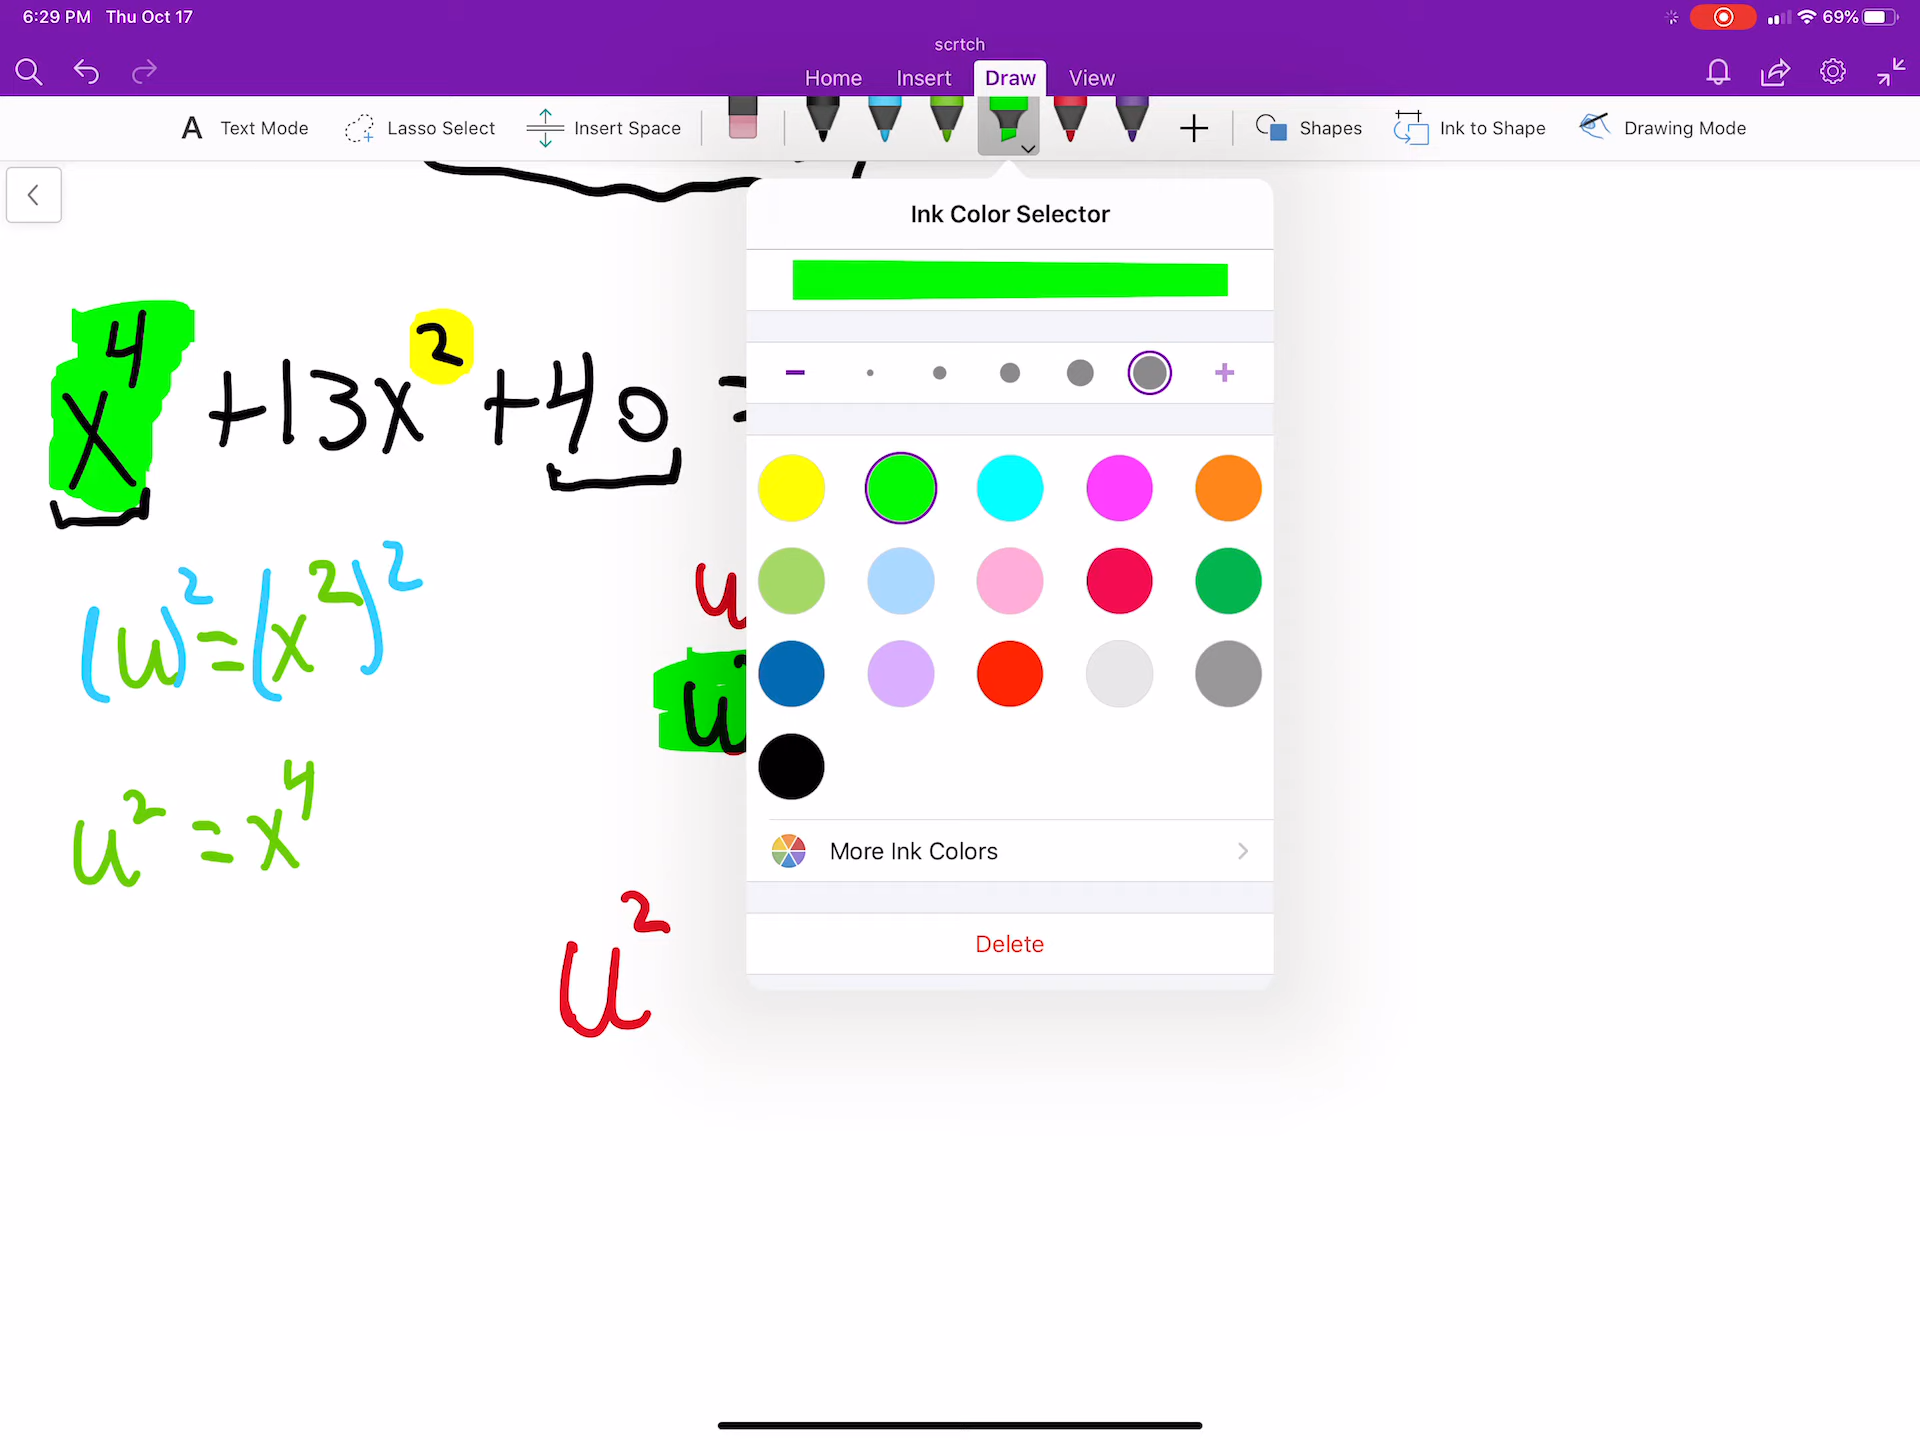 6:29 PM Thu Oct 17
69%
scrtch
Home Insert Draw View
A Text Mode Lasso Select Insert Space Shapes Ink to Shape Drawing Mode
Ink Color Selector
x⁴ +13x² +40 =
(u)² = (x²)²
u
u
u² = x⁴
u²
More Ink Colors
Delete